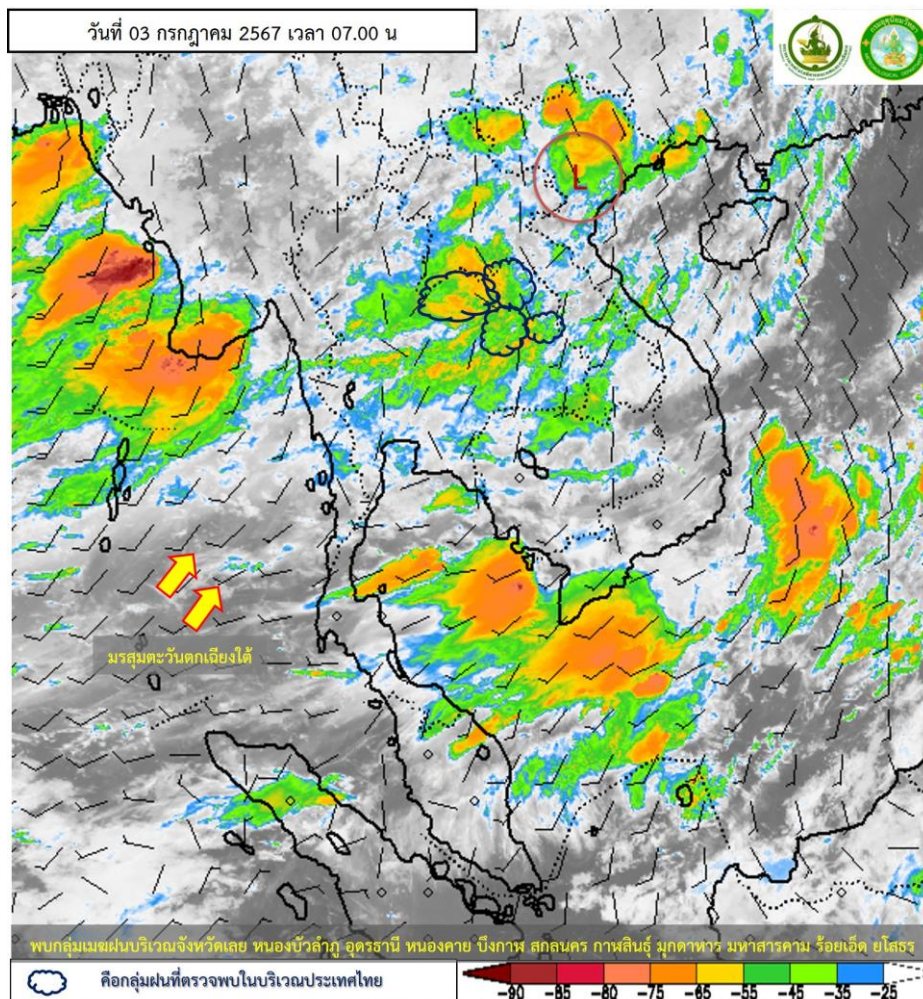 วันที่ 03 กรกฎาคม 2567 เวลา 07.00 น
L
มรสุมตะวันตกเฉียงใต้
พบกลุ่มเมฆฝนบริเวณจังหวัดเลย หนองบัวลำภู อุดรธานี หนองคาย บึงกาฬ สกลนคร กาฬสินธุ์ มุกดาหาร มหาสารคาม ร้อยเอ็ด ยโสธร
คือกลุ่มฝนที่ตรวจพบในบริเวณประเทศไทย
-90 -85 -80 -75 -65 -55 -45 -35 -25